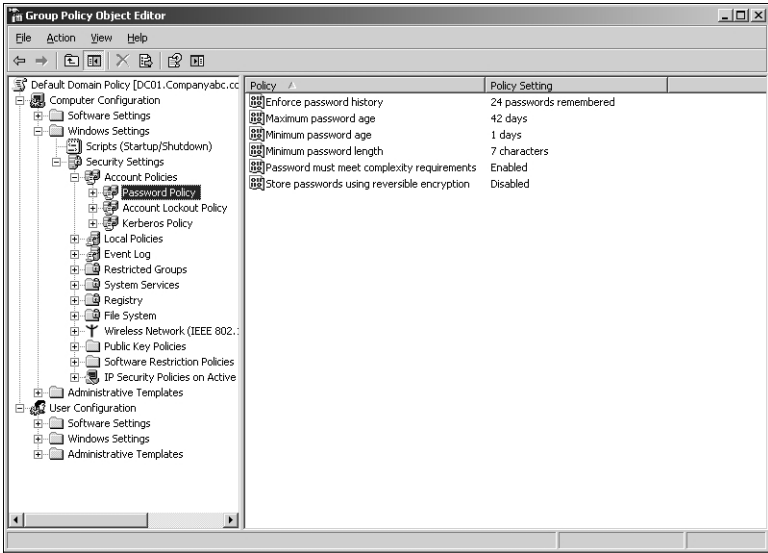 Group Policy Object Editor
File Action View Help
Default Domain Policy [DC01.Companyabc.cc
Computer Configuration
Software Settings
Windows Settings
Scripts (Startup/Shutdown)
Security Settings
Account Policies
Password Policy
Account Lockout Policy
Kerberos Policy
Local Policies
Event Log
Restricted Groups
System Services
Registry
File System
Wireless Network (IEEE 802.:
Public Key Policies
Software Restriction Policies
IP Security Policies on Active
Administrative Templates
User Configuration
Software Settings
Windows Settings
Administrative Templates
Policy Policy Setting
Enforce password history 24 passwords remembered
Maximum password age 42 days
Minimum password age 1 days
Minimum password length 7 characters
Password must meet complexity requirements Enabled
Store passwords using reversible encryption Disabled